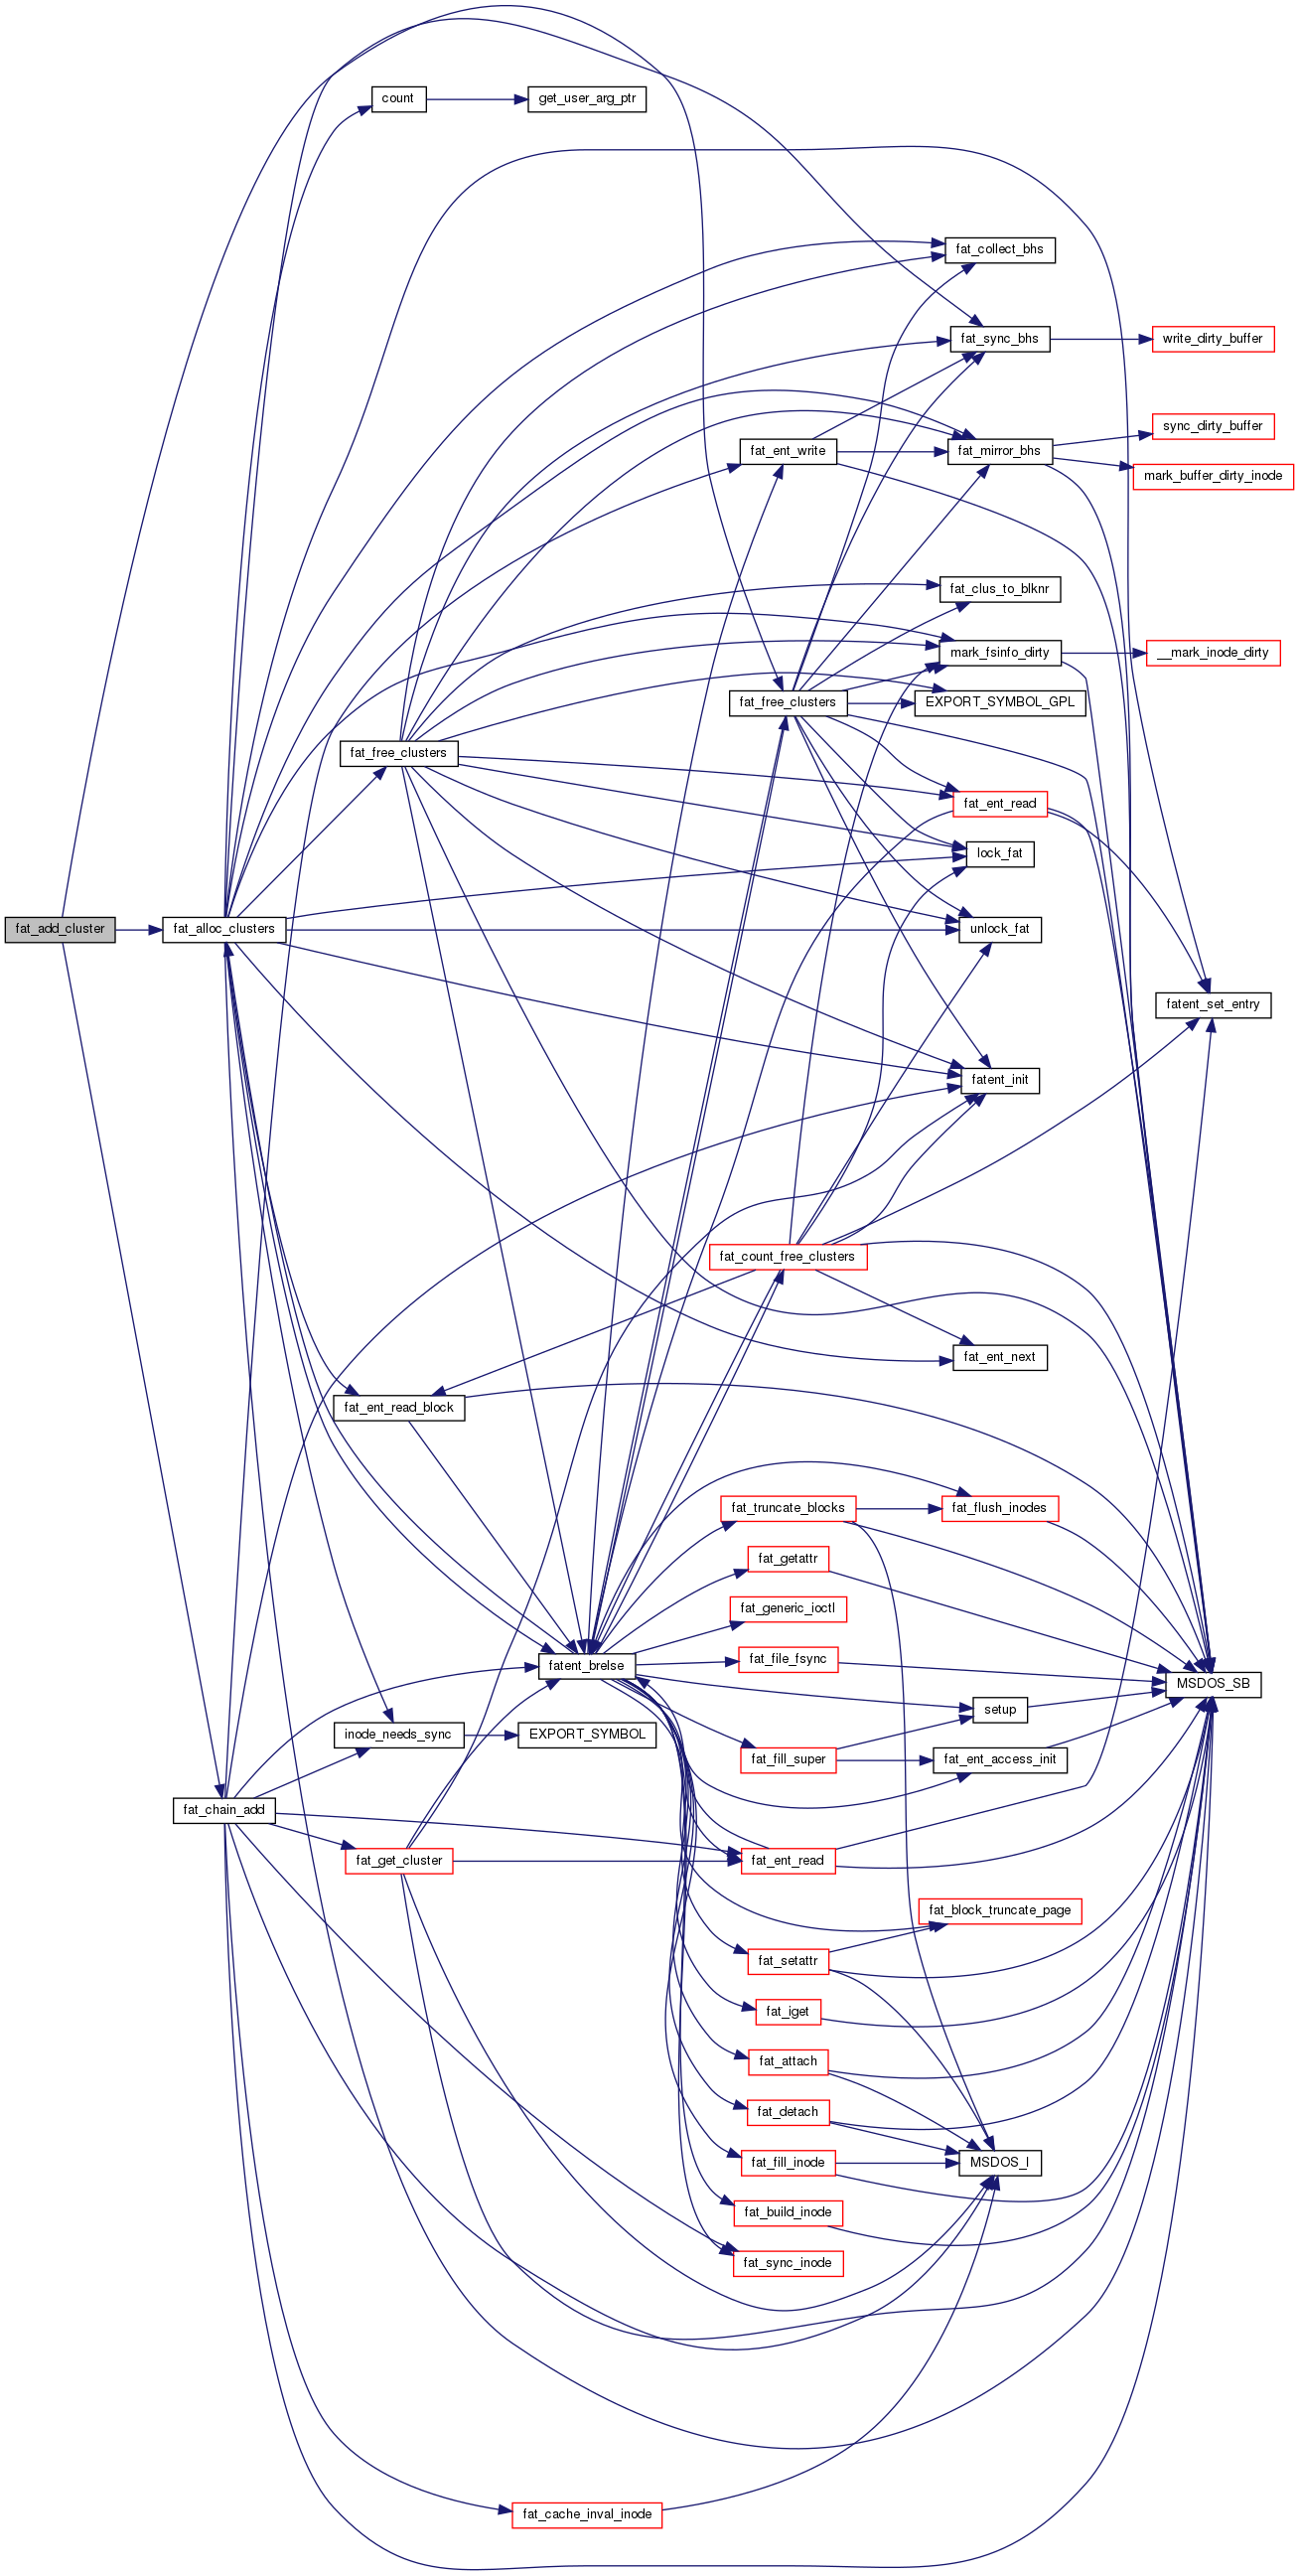 count
get_user_arg_ptr
fat_collect_bhs
fat_sync_bhs
write_dirty_buffer
sync_dirty_buffer
fat_ent_write
fat_mirror_bhs
mark_buffer_dirty_inode
fat_clus_to_blknr
mark_fsinfo_dirty
__mark_inode_dirty
fat_free_clusters
EXPORT_SYMBOL_GPL
fat_free_clusters
fat_ent_read
lock_fat
fat_add_cluster
fat_alloc_clusters
unlock_fat
fatent_set_entry
fatent_init
fat_count_free_clusters
fat_ent_next
fat_ent_read_block
fat_truncate_blocks
fat_flush_inodes
fat_getattr
fat_generic_ioctl
fatent_brelse
fat_file_fsync
MSDOS_SB
setup
inode_needs_sync
EXPORT_SYMBOL
fat_fill_super
fat_ent_access_init
fat_chain_add
fat_get_cluster
fat_ent_read
fat_block_truncate_page
fat_setattr
fat_iget
fat_attach
fat_detach
fat_fill_inode
MSDOS_I
fat_build_inode
fat_sync_inode
fat_cache_inval_inode